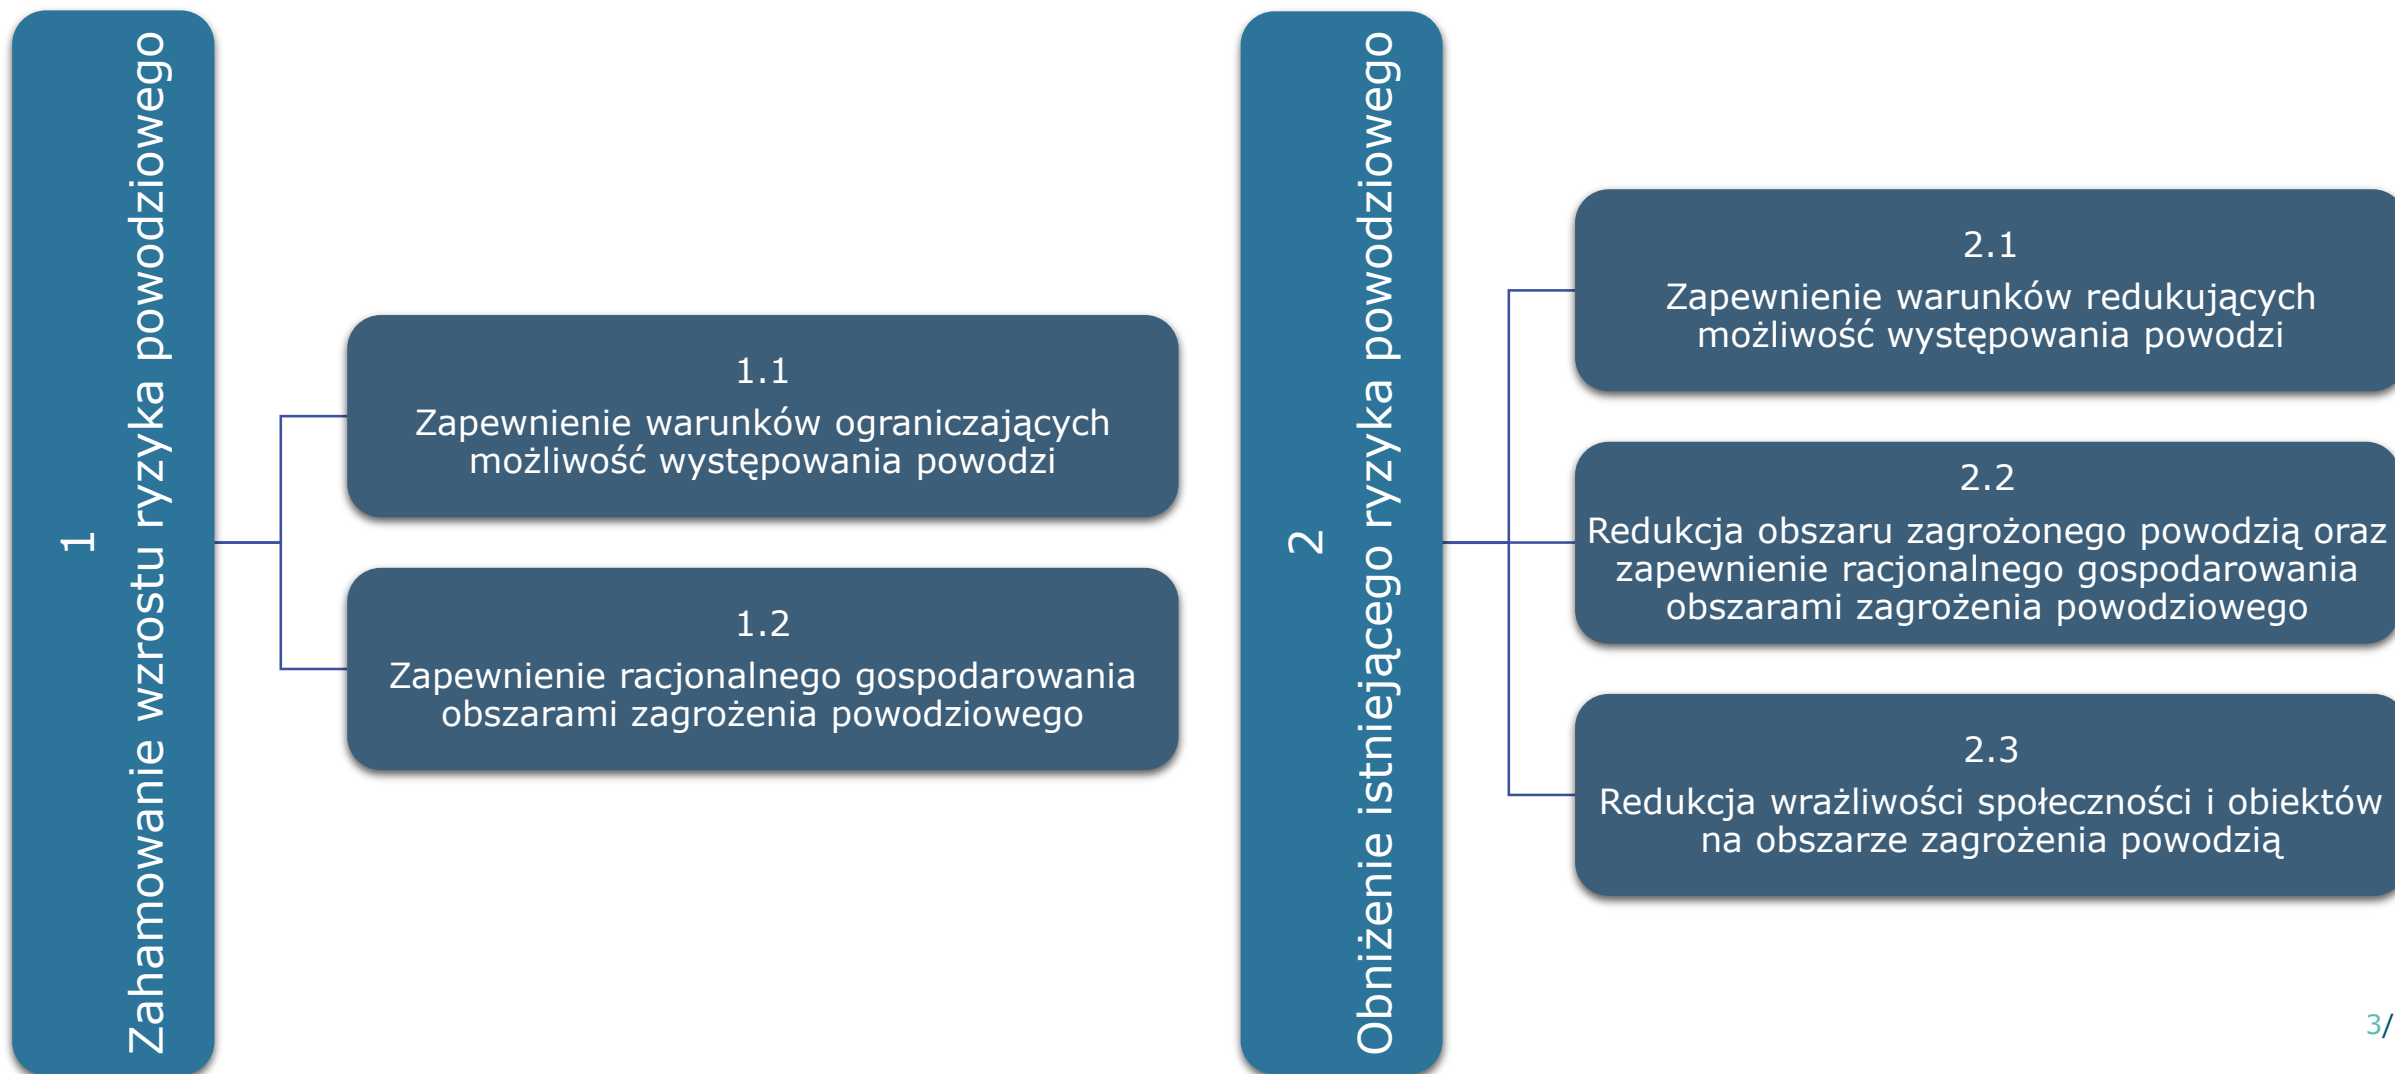 1
Zahamowanie wzrostu ryzyka powodziowego
1.1
Zapewnienie warunków ograniczających
możliwość występowania powodzi
1.2
Zapewnienie racjonalnego gospodarowania
obszarami zagrożenia powodziowego
2
Obniżenie istniejącego ryzyka powodziowego
2.1
Zapewnienie warunków redukujących
możliwość występowania powodzi
2.2
Redukcja obszaru zagrożonego powodzią oraz
zapewnienie racjonalnego gospodarowania
obszarami zagrożenia powodziowego
2.3
Redukcja wrażliwości społeczności i obiektów
na obszarze zagrożenia powodzią
3/